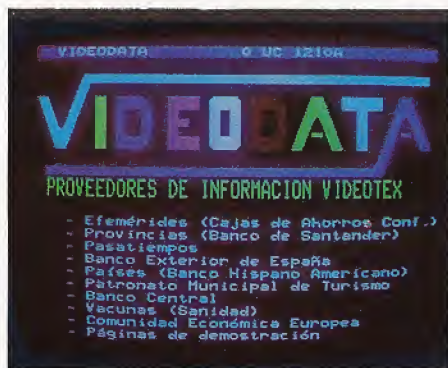 VIDEODATA 0 UC 1210A
VIDEODATA
PROVEEDORES DE INFORMACION VIDEOTEX
- Efemérides (Cajas de Ahorros Conf.)
- Provincias (Banco de Santander)
- Pasatiempos
- Banco Exterior de España
- Países (Banco Hispano Americano)
- Patronato Municipal de Turismo
- Banco Central
- Vacunas (Sanidad)
- Comunidad Económica Europea
- Páginas de demostración